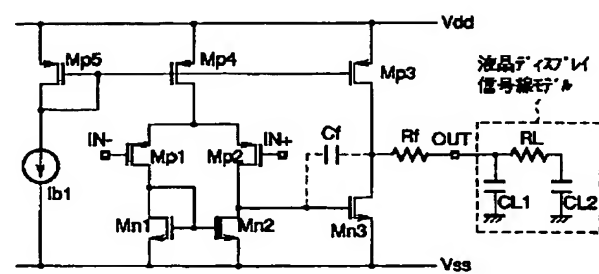 Vdd
Mp5
Mp4
Mp3
液晶ディスプレイ
信号線モデル
IN-
IN+
Cf
Rf
OUT
RL
Mp1
Mp2
Ib1
CL1
CL2
Mn1
Mn2
Mn3
Vss